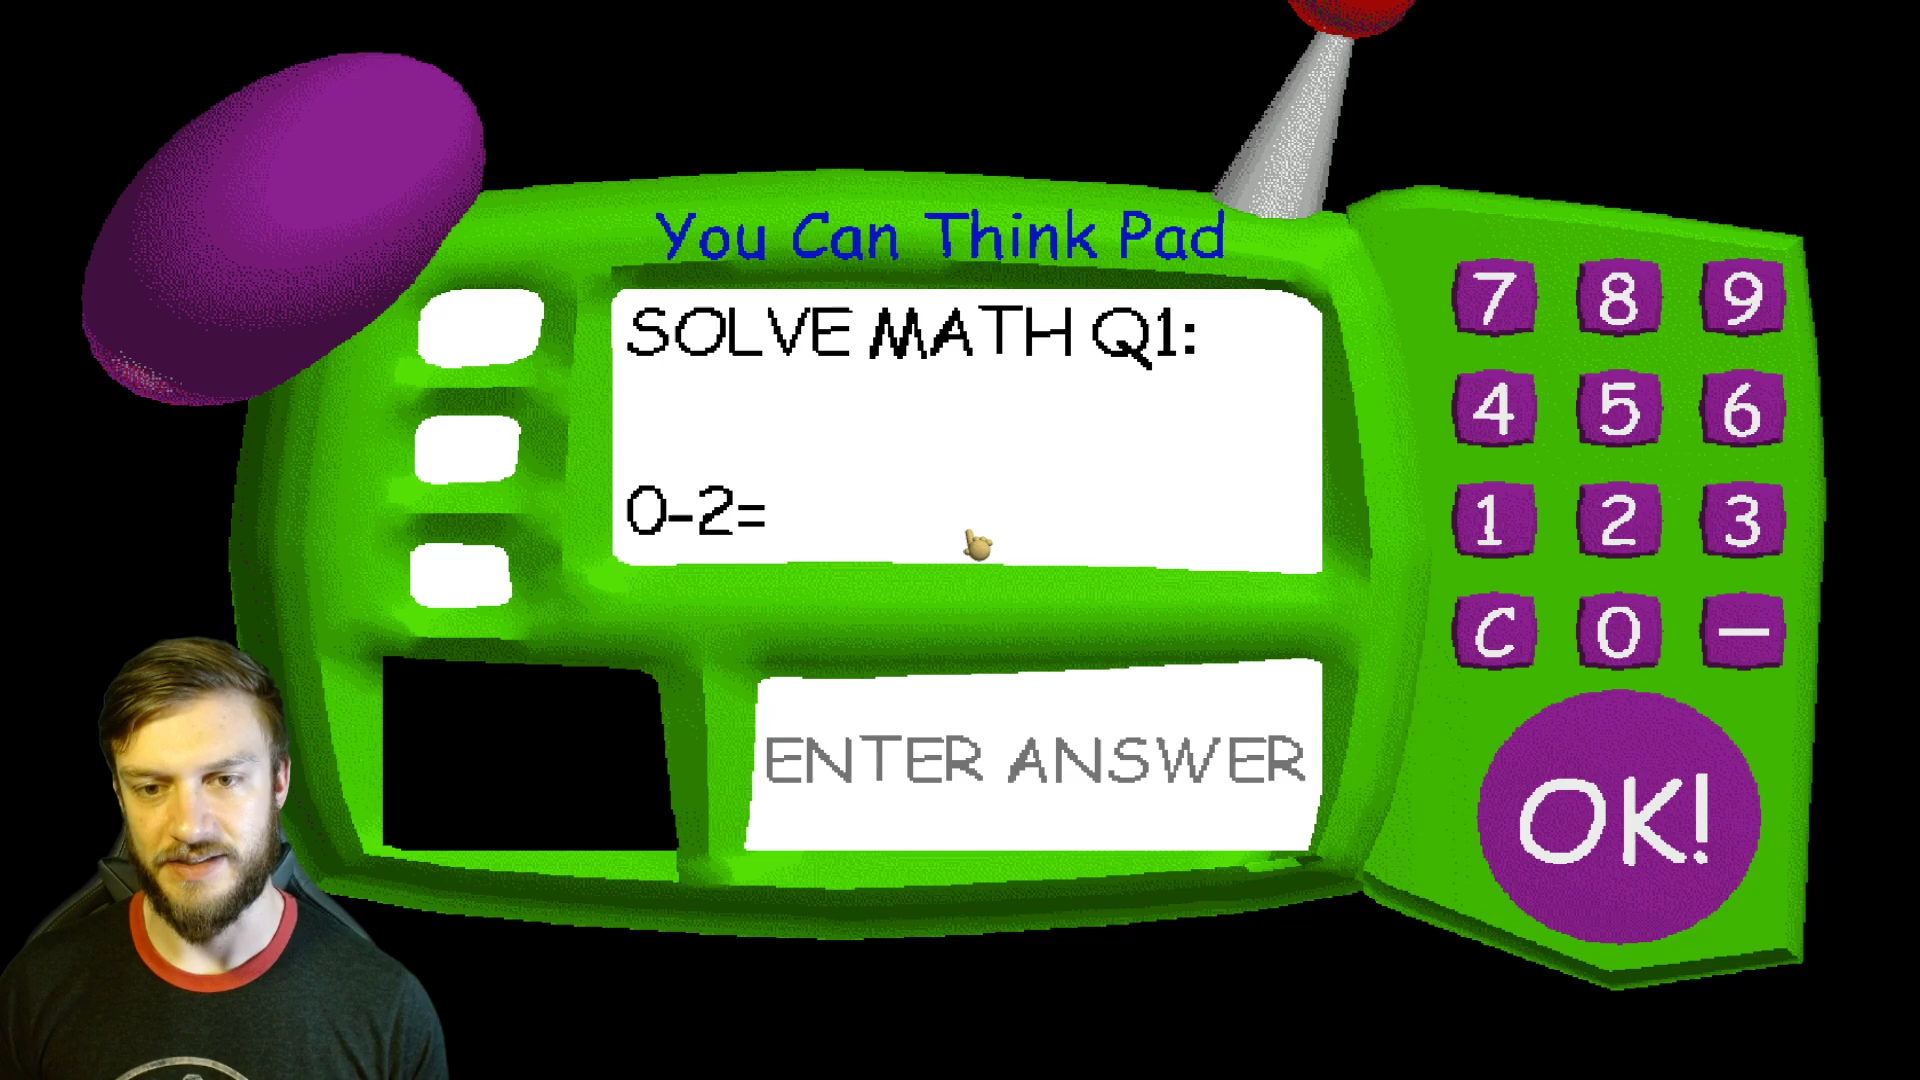 You Can Think Pad
SOLVE MATH Q1:
0-2=
7 8 9
4 5 6
1 2 3
C 0 —
ENTER ANSWER
OK!